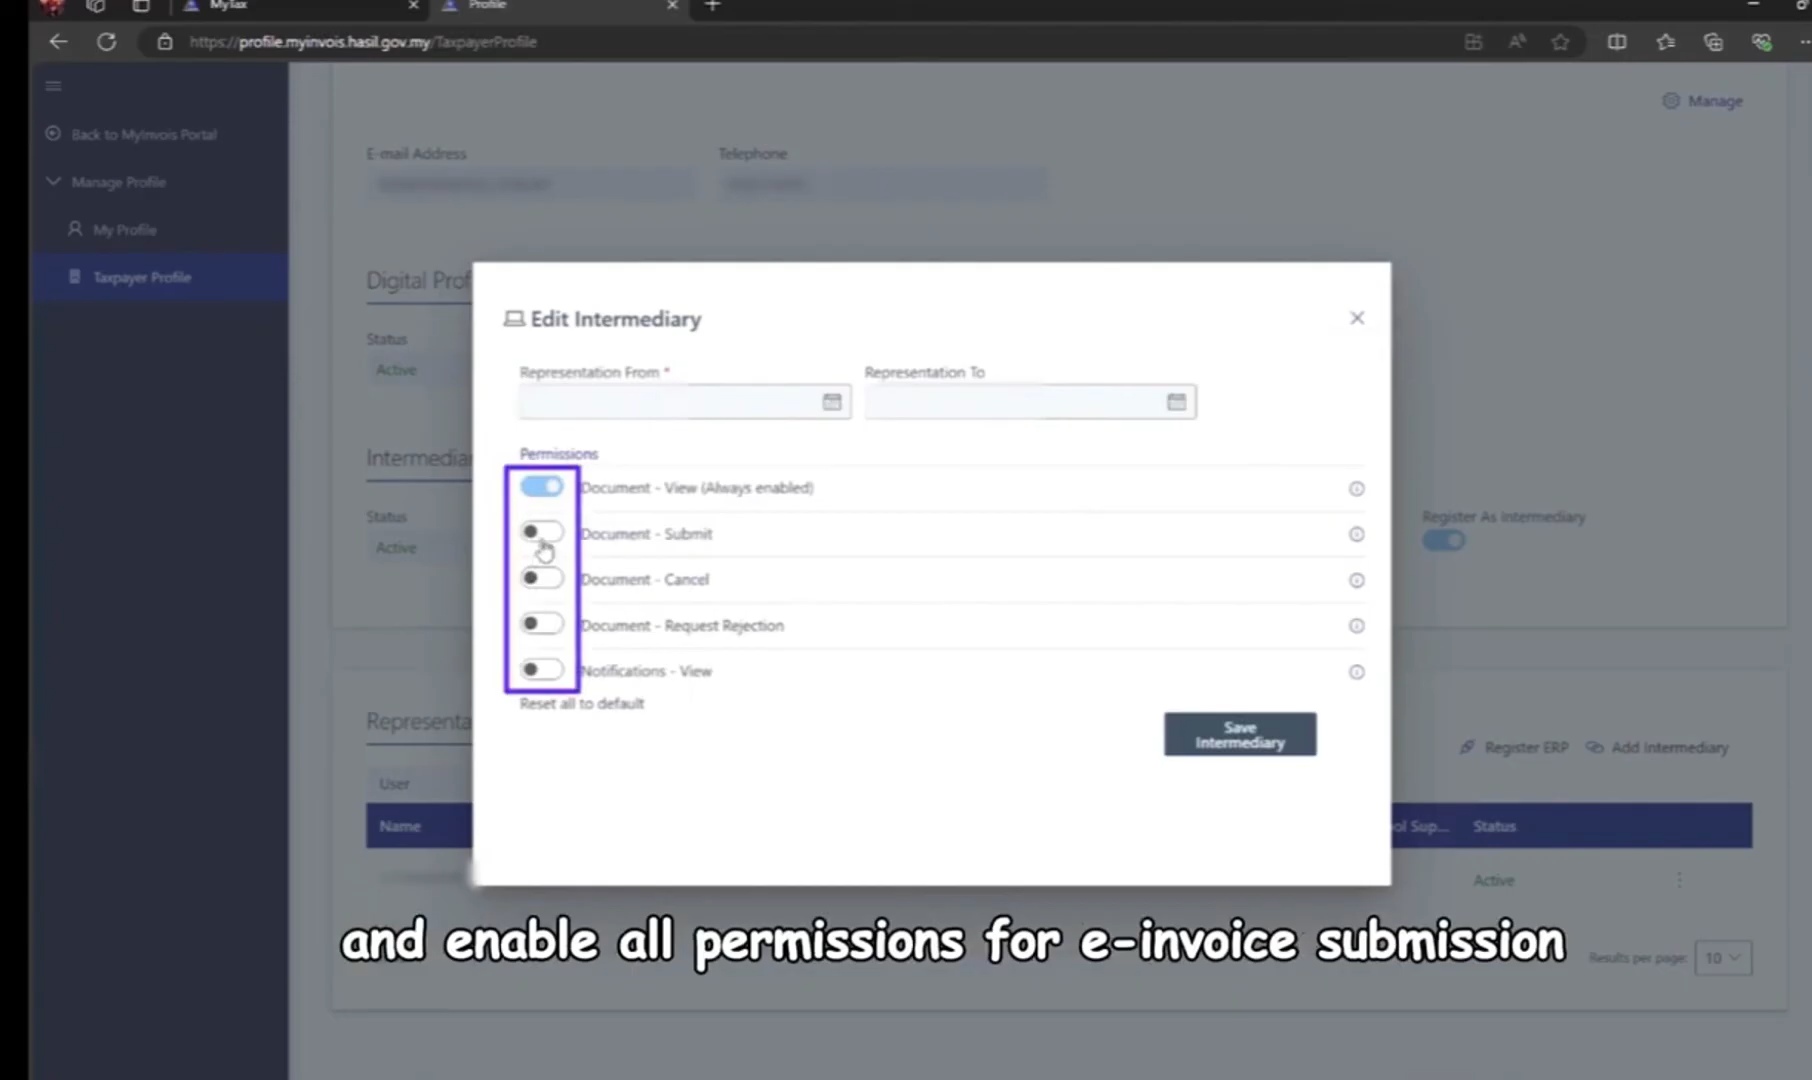 MyTax
Profile
https://profile.myinvois.hasil.gov.my/TaxpayerProfile
Manage
Back to MyInvois Portal
E-mail Address
Telephone
Manage Profile
My Profile
Taxpayer Profile
Digital Prof
Edit Intermediary
Status
Active
Representation From *
Representation To
Permissions
Intermediar
Document - View (Always enabled)
Status
Register As Intermediary
Document - Submit
Active
Document - Cancel
Document - Request Rejection
Notifications - View
Reset all to default
Representa
Save
Intermediary
Register ERP
Add Intermediary
User
Name
ol Sup...
Status
Active
and enable all permissions for e-invoice submission
Results per page:
10